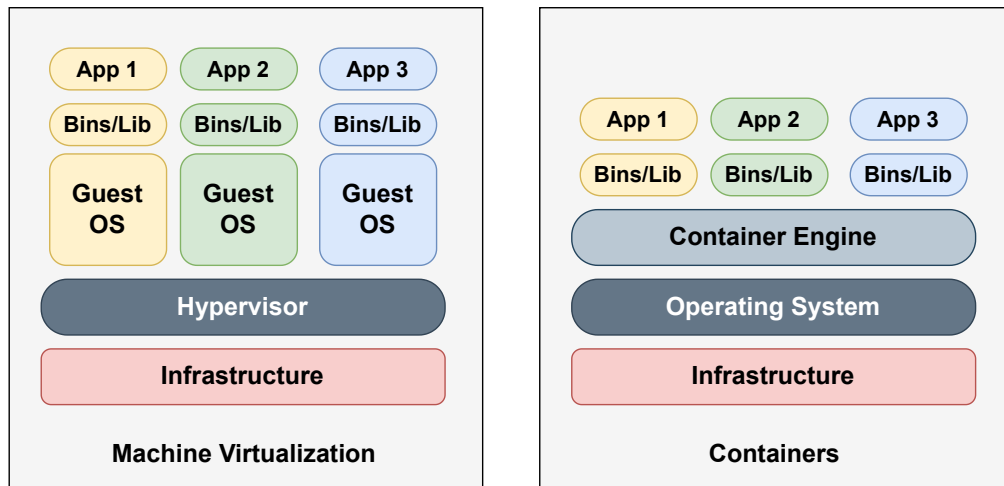 App 1
App 2
App 3
Bins/Lib
Bins/Lib
Bins/Lib
Guest
OS
Guest
OS
Guest
OS
Hypervisor
Infrastructure
Machine Virtualization
App 1
App 2
App 3
Bins/Lib
Bins/Lib
Bins/Lib
Container Engine
Operating System
Infrastructure
Containers